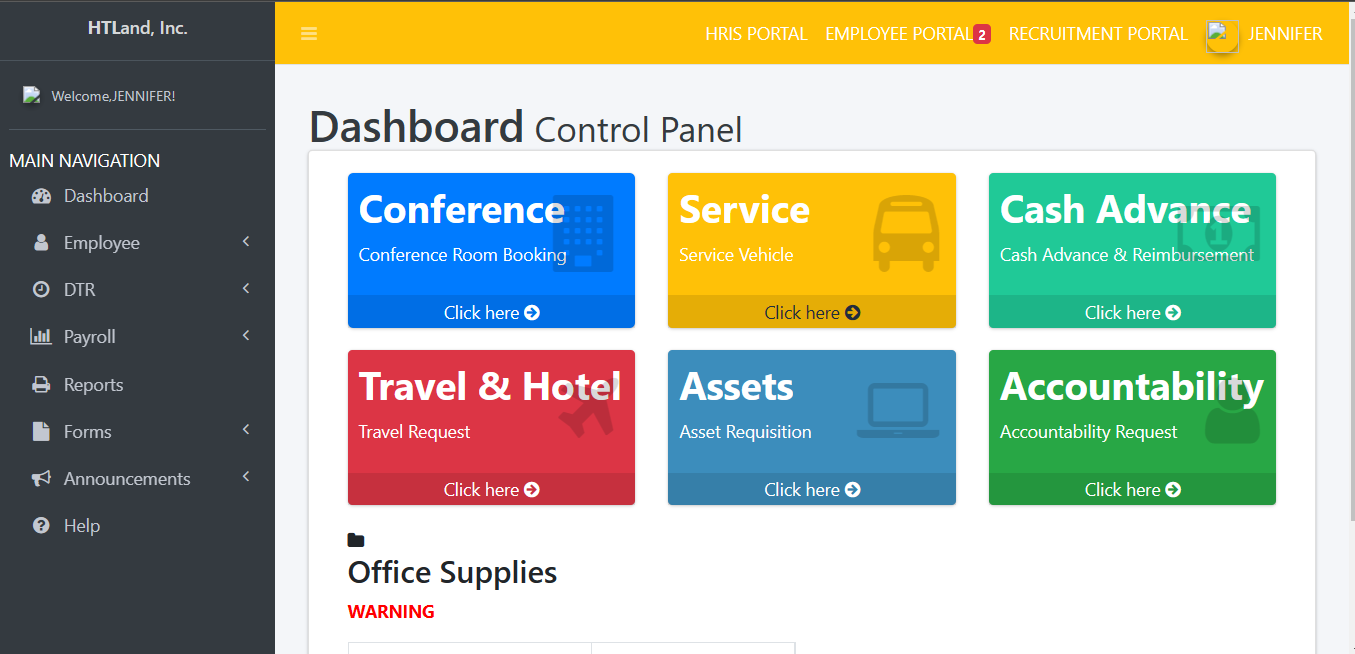 HTLand, Inc.
HRIS PORTAL EMPLOYEE PORTAL 2 RECRUITMENT PORTAL JENNIFER
Welcome,JENNIFER!
MAIN NAVIGATION
Dashboard
Employee
DTR
Payroll
Reports
Forms
Announcements
Help
Dashboard Control Panel
Conference
Conference Room Booking
Click here
Service
Service Vehicle
Click here
Cash Advance
Cash Advance & Reimbursement
Click here
Travel & Hotel
Travel Request
Click here
Assets
Asset Requisition
Click here
Accountability
Accountability Request
Click here
Office Supplies
WARNING